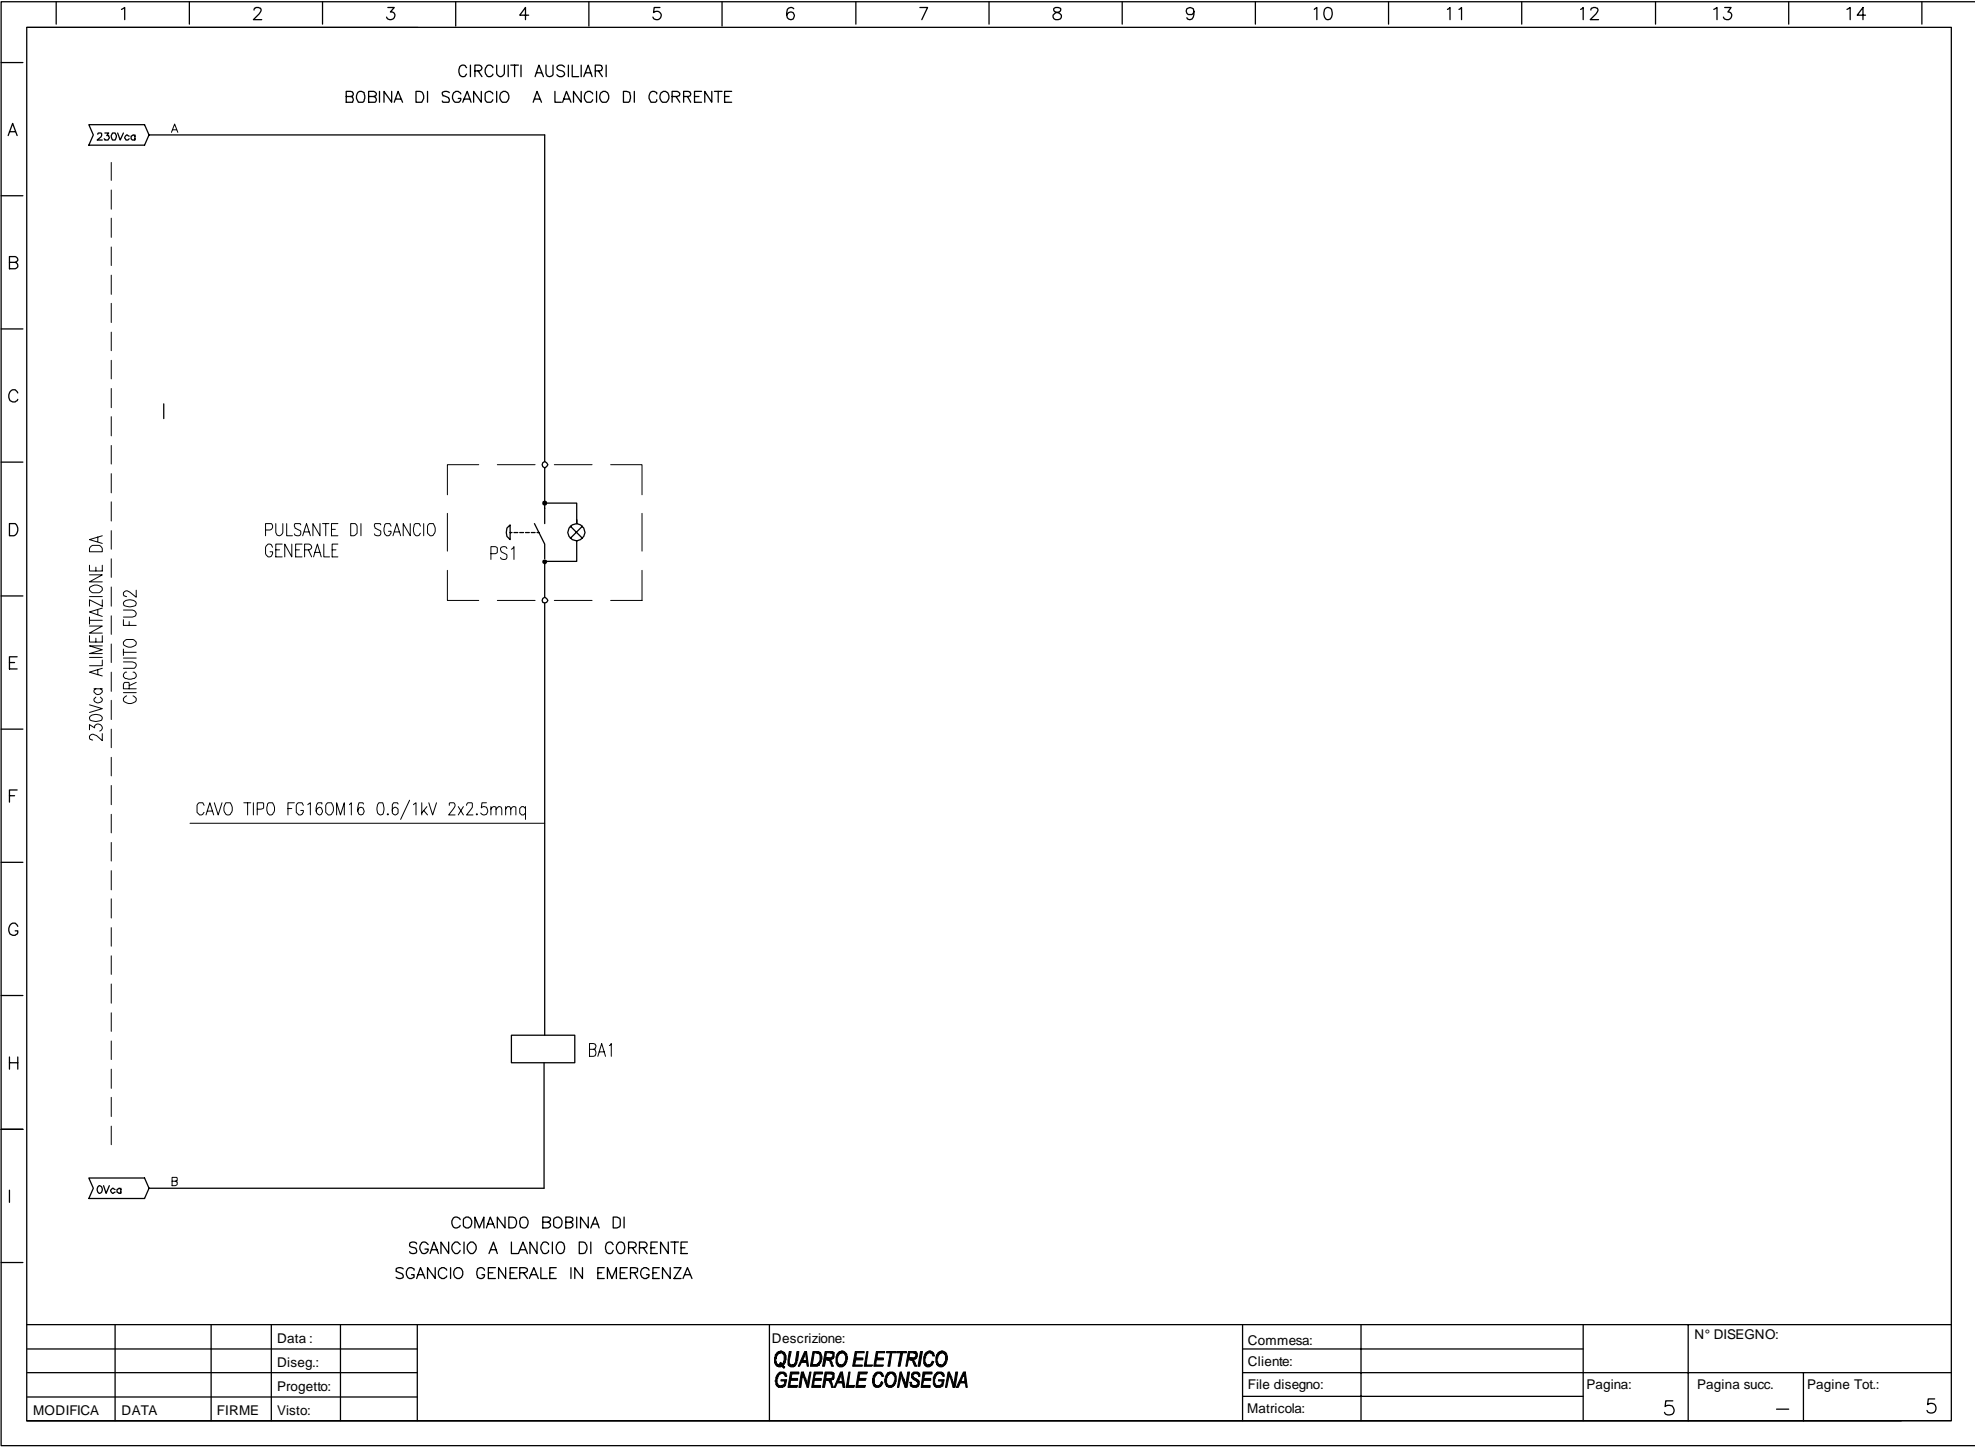 1 2 3 4 5 6 7 8 9 10 11 12 13 14
CIRCUITI AUSILIARI
BOBINA DI SGANCIO A LANCIO DI CORRENTE
A
230Vca
A
B
C
D
PULSANTE DI SGANCIO
GENERALE
PS1
230Vca ALIMENTAZIONE DA
CIRCUITO FU02
E
F
CAVO TIPO FG16OM16 0.6/1kV 2x2.5mmq
G
H
BA1
I
0Vca
B
COMANDO BOBINA DI
SGANCIO A LANCIO DI CORRENTE
SGANCIO GENERALE IN EMERGENZA
Data :
Diseg.:
Progetto:
MODIFICA DATA FIRME Visto:
Descrizione:
QUADRO ELETTRICO
GENERALE CONSEGNA
Commesa:
Cliente:
File disegno:
Matricola:
N° DISEGNO:
Pagina: Pagina succ. Pagine Tot.:
5 – 5